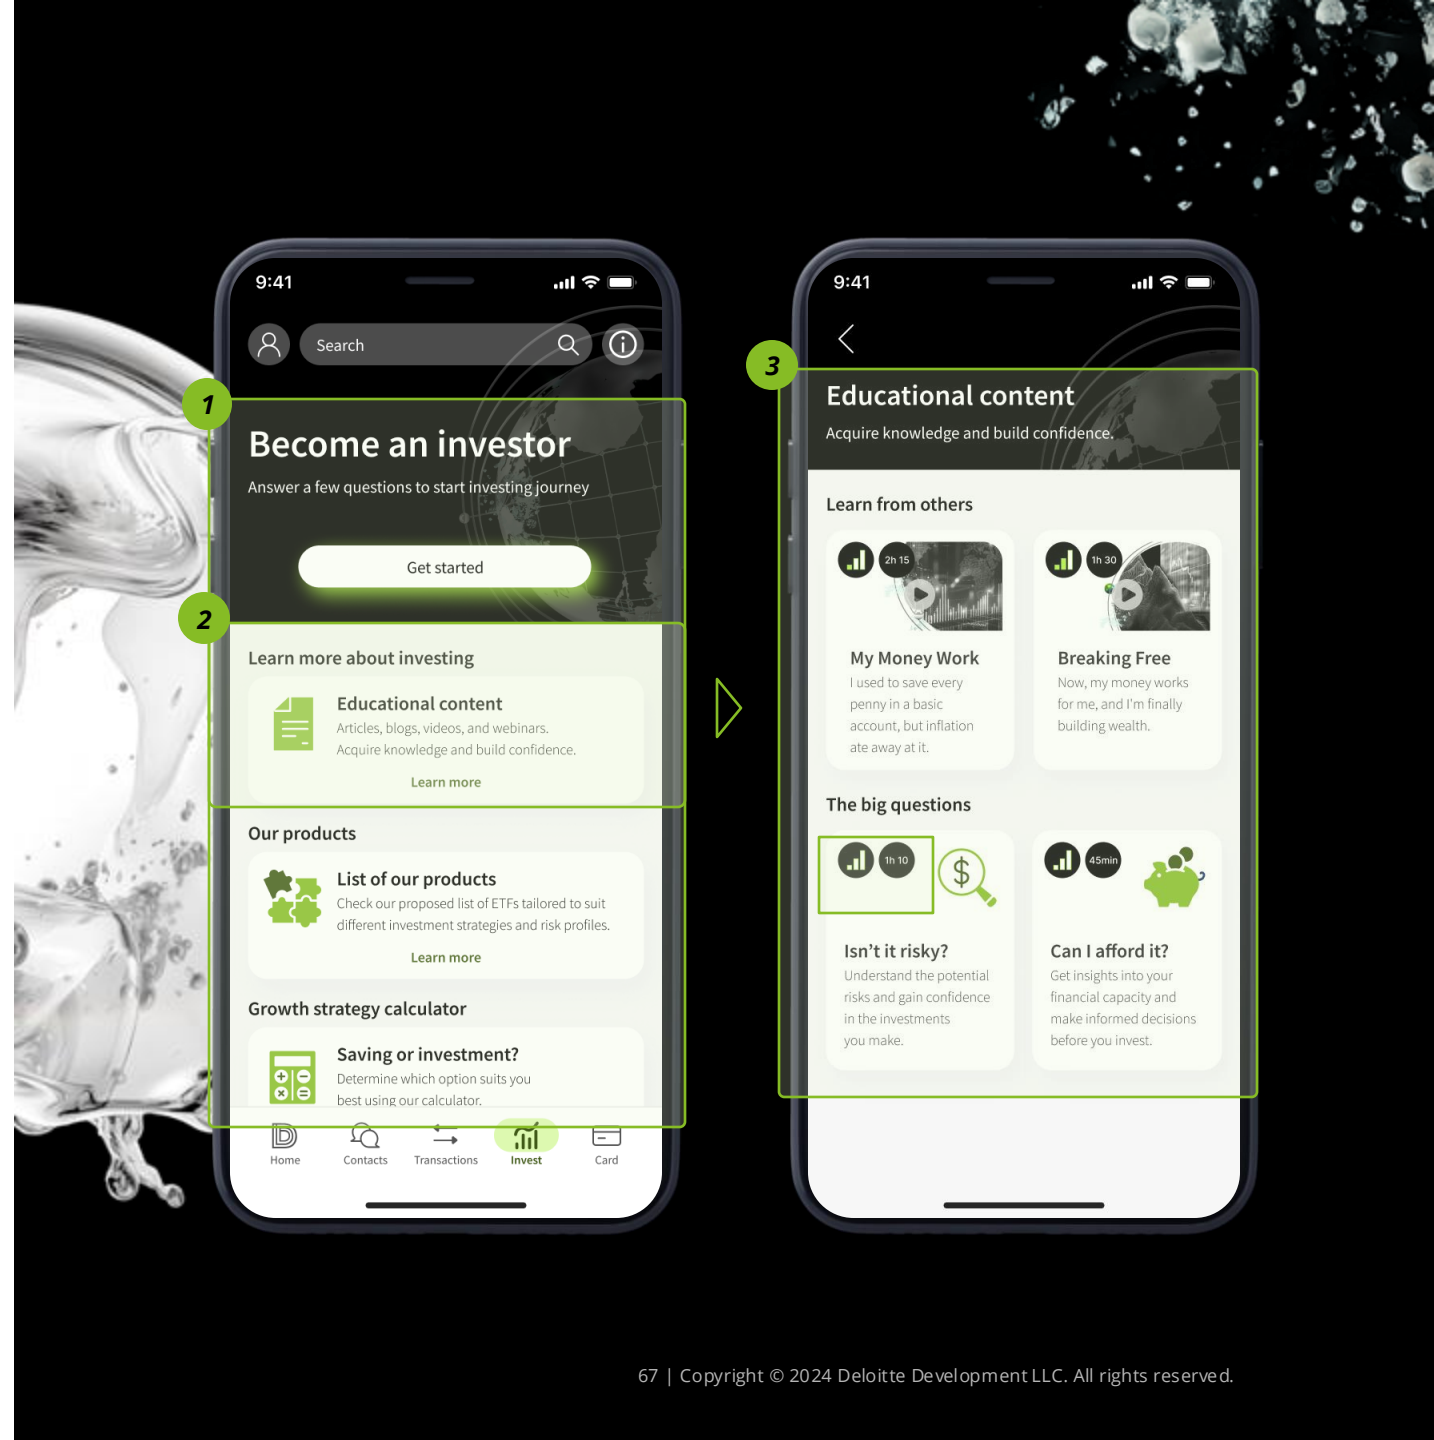 9:41
Search
1
Become an investor
Answer a few questions to start investing journey
Get started
2
Learn more about investing
Educational content
Articles, blogs, videos, and webinars.
Acquire knowledge and build confidence.
Learn more
Our products
List of our products
Check our proposed list of ETFs tailored to suit
different investment strategies and risk profiles.
Learn more
Growth strategy calculator
Saving or investment?
Determine which option suits you
best using our calculator.
Home
Contacts
Transactions
Invest
Card
9:41
3
Educational content
Acquire knowledge and build confidence.
Learn from others
2h 15
My Money Work
I used to save every
penny in a basic
account, but inflation
ate away at it.
1h 30
Breaking Free
Now, my money works
for me, and I'm finally
building wealth.
The big questions
1h 10
Isn't it risky?
Understand the potential
risks and gain confidence
in the investments
you make.
45min
Can I afford it?
Get insights into your
financial capacity and
make informed decisions
before you invest.
67 | Copyright © 2024 Deloitte Development LLC. All rights reserved.